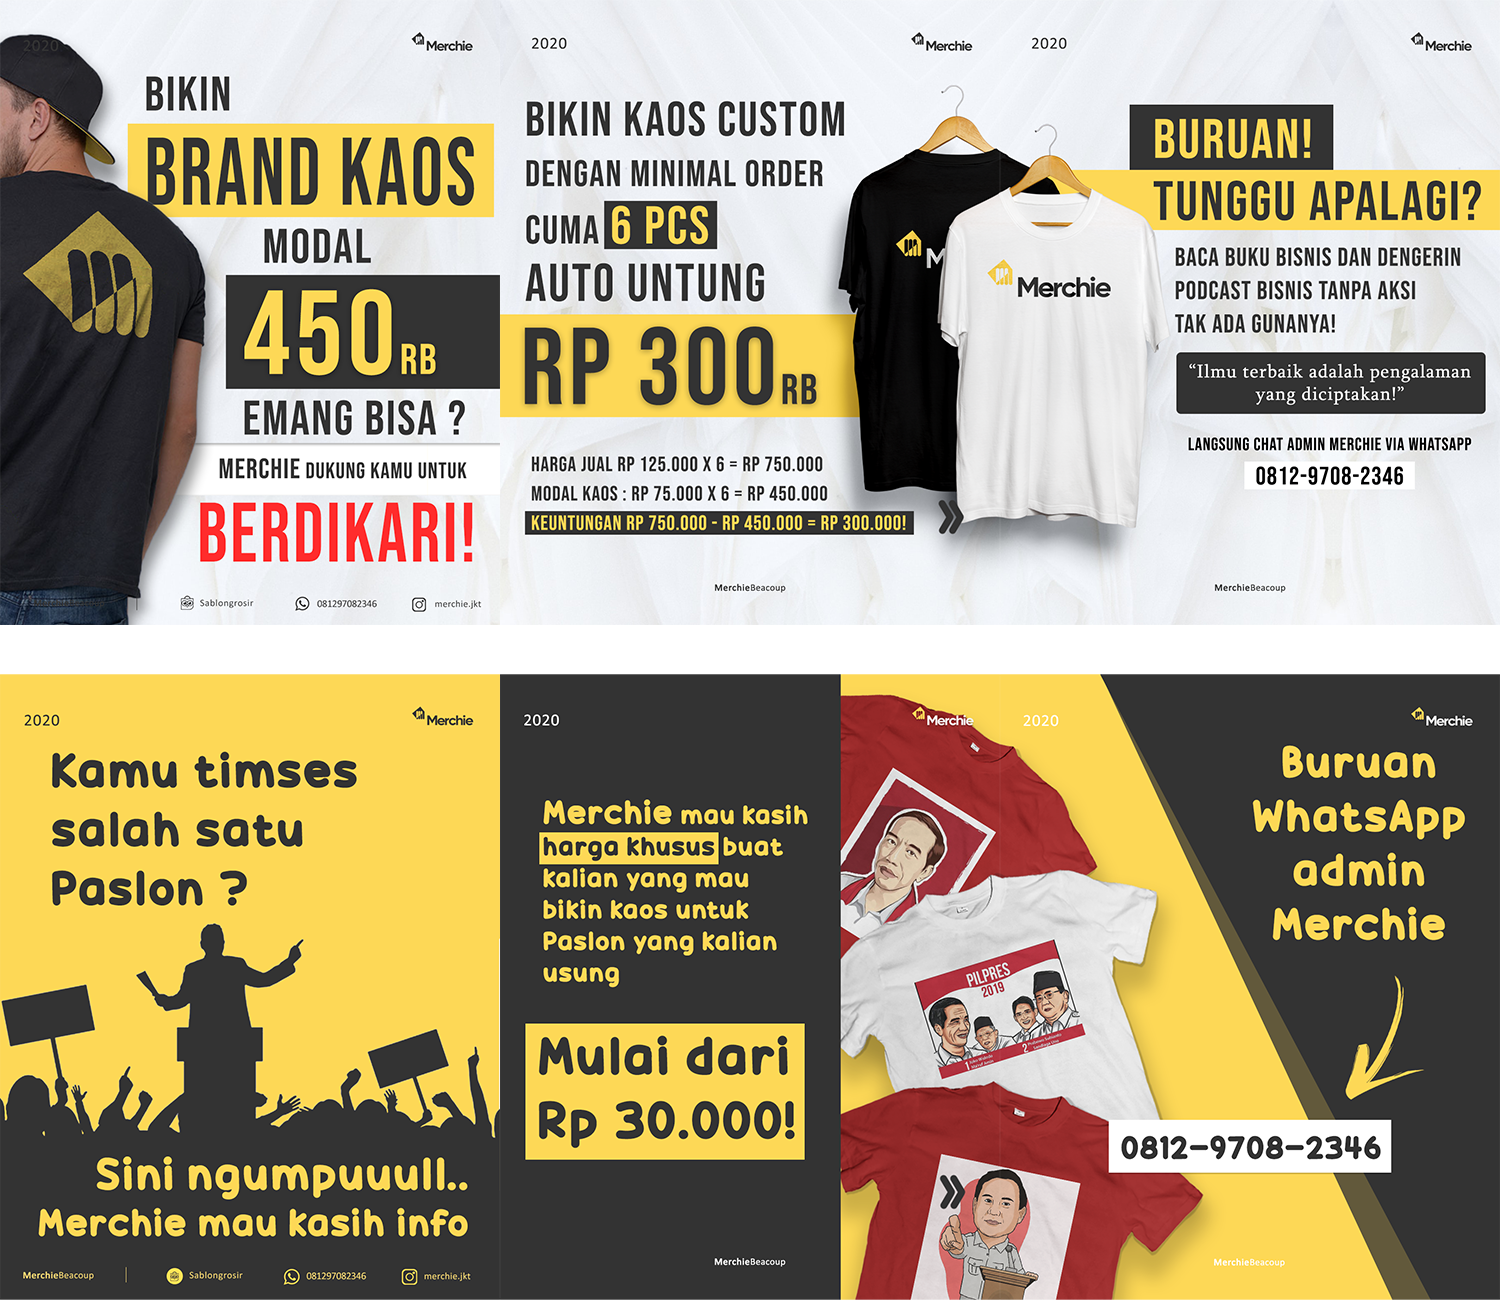 2020
Merchie
BIKIN
BRAND KAOS
MODAL
450 RB
EMANG BISA ?
MERCHIE DUKUNG KAMU UNTUK
BERDIKARI!
Sablongrosir
081297082346
merchie.jkt
2020
Merchie
BIKIN KAOS CUSTOM
DENGAN MINIMAL ORDER
CUMA 6 PCS
AUTO UNTUNG
RP 300 RB
HARGA JUAL RP 125.000 X 6 = RP 750.000
MODAL KAOS : RP 75.000 X 6 = RP 450.000
KEUNTUNGAN RP 750.000 - RP 450.000 = RP 300.000!
MerchieBeacoup
M
Merchie
2020
Merchie
BURUAN!
TUNGGU APALAGI?
BACA BUKU BISNIS DAN DENGERIN
PODCAST BISNIS TANPA AKSI
TAK ADA GUNANYA!
“Ilmu terbaik adalah pengalaman
yang diciptakan!”
LANGSUNG CHAT ADMIN MERCHIE VIA WHATSAPP
0812-9708-2346
MerchieBeacoup
2020
Merchie
Kamu timses
salah satu
Paslon ?
Sini ngumpuuull..
Merchie mau kasih info
MerchieBeacoup
Sablongrosir
081297082346
merchie.jkt
2020
Merchie
Merchie mau kasih
harga khusus buat
kalian yang mau
bikin kaos untuk
Paslon yang kalian
usung
Mulai dari
Rp 30.000!
MerchieBeacoup
PILPRES
2019
1
2
2020
Merchie
Buruan
WhatsApp
admin
Merchie
0812-9708-2346
MerchieBeacoup